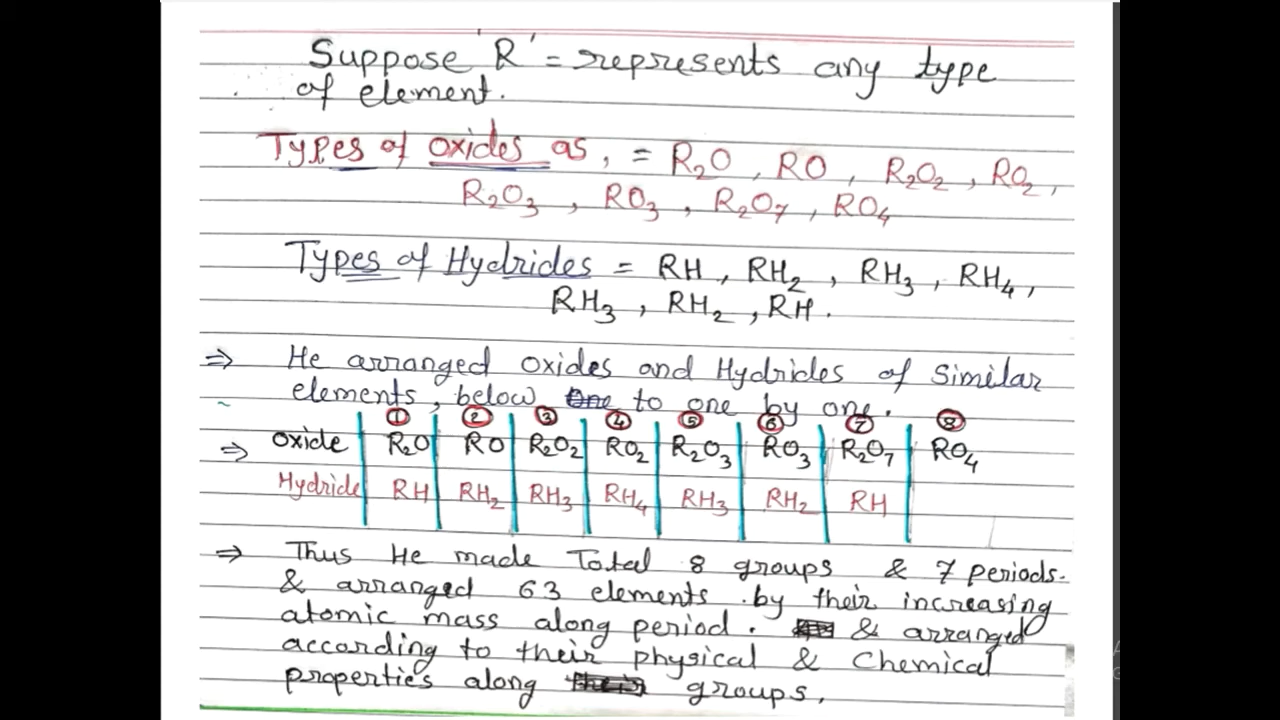 Suppose 'R' = represents any type
of element.
Types of oxides as, = R₂O, RO, R₂O₂, RO₂,
R₂O₃, RO₃, R₂O₇, RO₄
Types of Hydrides = RH, RH₂, RH₃, RH₄,
RH₃, RH₂, RH.
⇒ He arranged oxides and Hydrides of Similar
elements, below to one by one.
① ② ③ ④ ⑤ ⑥ ⑦ ⑧
⇒ Oxide R₂O RO R₂O₂ RO₂ R₂O₃ RO₃ R₂O₇ RO₄
Hydride RH RH₂ RH₃ RH₄ RH₃ RH₂ RH
⇒ Thus He made Total 8 groups & 7 periods.
& arranged 63 elements by their increasing
atomic mass along period. & arranged
according to their physical & Chemical
properties along groups,